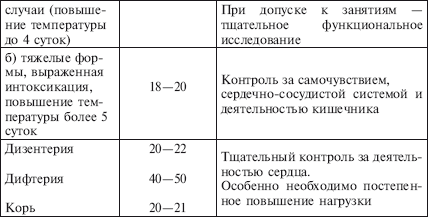 случаи (повыше-
ние температуры
до 4 суток)
При допуске к занятиям —
тщательное функциональное
исследование
б) тяжелые фор-
мы, выраженная
интоксикация,
повышение тем-
пературы более 5
суток
18—20
Контроль за самочувствием,
сердечно-сосудистой системой и
деятельностью кишечника
Дизентерия
20—22
Тщательный контроль за деятель-
ностью сердца.
Особенно необходимо постепен-
ное повышение нагрузки
Дифтерия
40—50
Корь
20—21